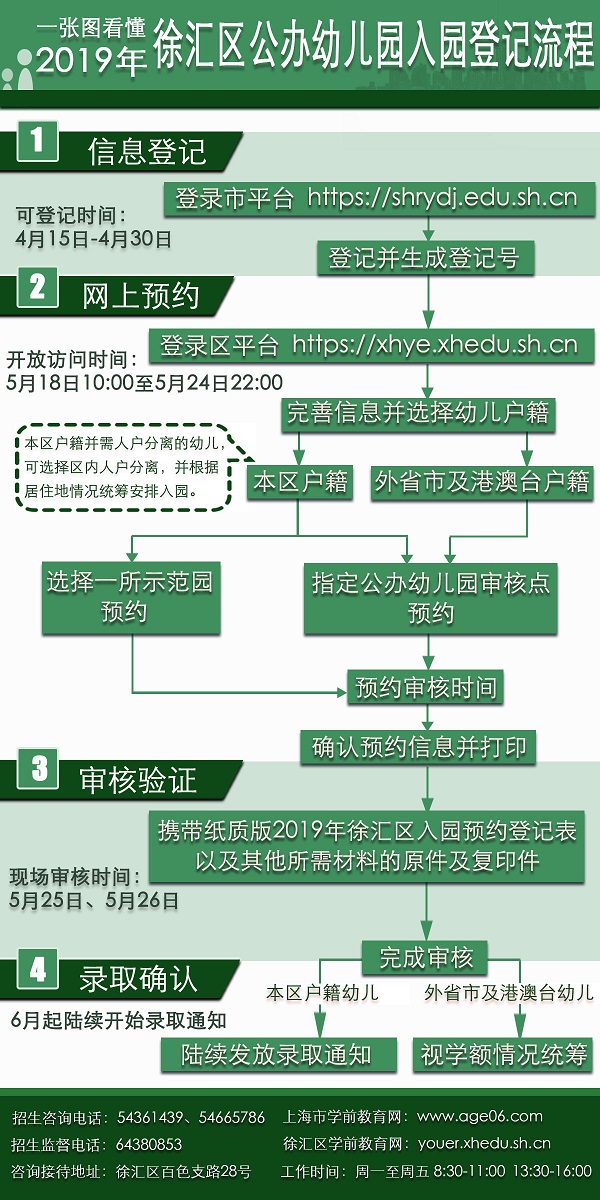 一张图看懂
2019年
徐汇区公办幼儿园入园登记流程
1
信息登记
登录市平台 https://shrydj.edu.sh.cn
可登记时间：
4月15日-4月30日
登记并生成登记号
2
网上预约
登录区平台 https://xhye.xhedu.sh.cn
开放访问时间：
5月18日10:00至5月24日22:00
完善信息并选择幼儿户籍
本区户籍并需人户分离的幼儿，
可选择区内人户分离，并根据
居住地情况统筹安排入园。
本区户籍
外省市及港澳台户籍
选择一所示范园
预约
指定公办幼儿园审核点
预约
预约审核时间
确认预约信息并打印
3
审核验证
携带纸质版2019年徐汇区入园预约登记表
以及其他所需材料的原件及复印件
现场审核时间：
5月25日、5月26日
完成审核
4
录取确认
本区户籍幼儿
外省市及港澳台幼儿
6月起陆续开始录取通知
陆续发放录取通知
视学额情况统筹
招生咨询电话：54361439、54665786
上海市学前教育网：www.age06.com
招生监督电话：64380853
徐汇区学前教育网：youer.xhedu.sh.cn
咨询接待地址：徐汇区百色支路28号
工作时间：周一至周五 8:30-11:00 13:30-16:00